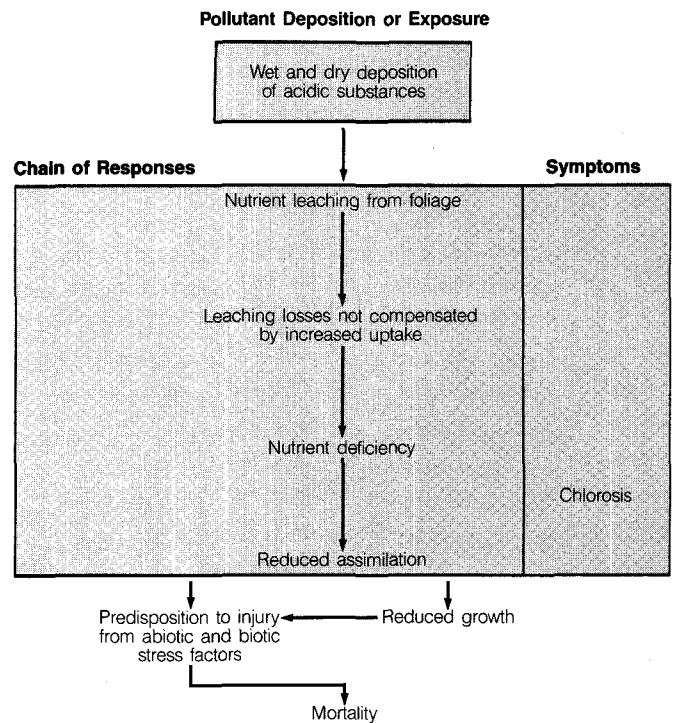 Pollutant Deposition or Exposure
Wet and dry deposition
of acidic substances
Chain of Responses
Symptoms
Nutrient leaching from foliage
Leaching losses not compensated
by increased uptake
Nutrient deficiency
Chlorosis
Reduced assimilation
Predisposition to injury
from abiotic and biotic
stress factors
Reduced growth
Mortality